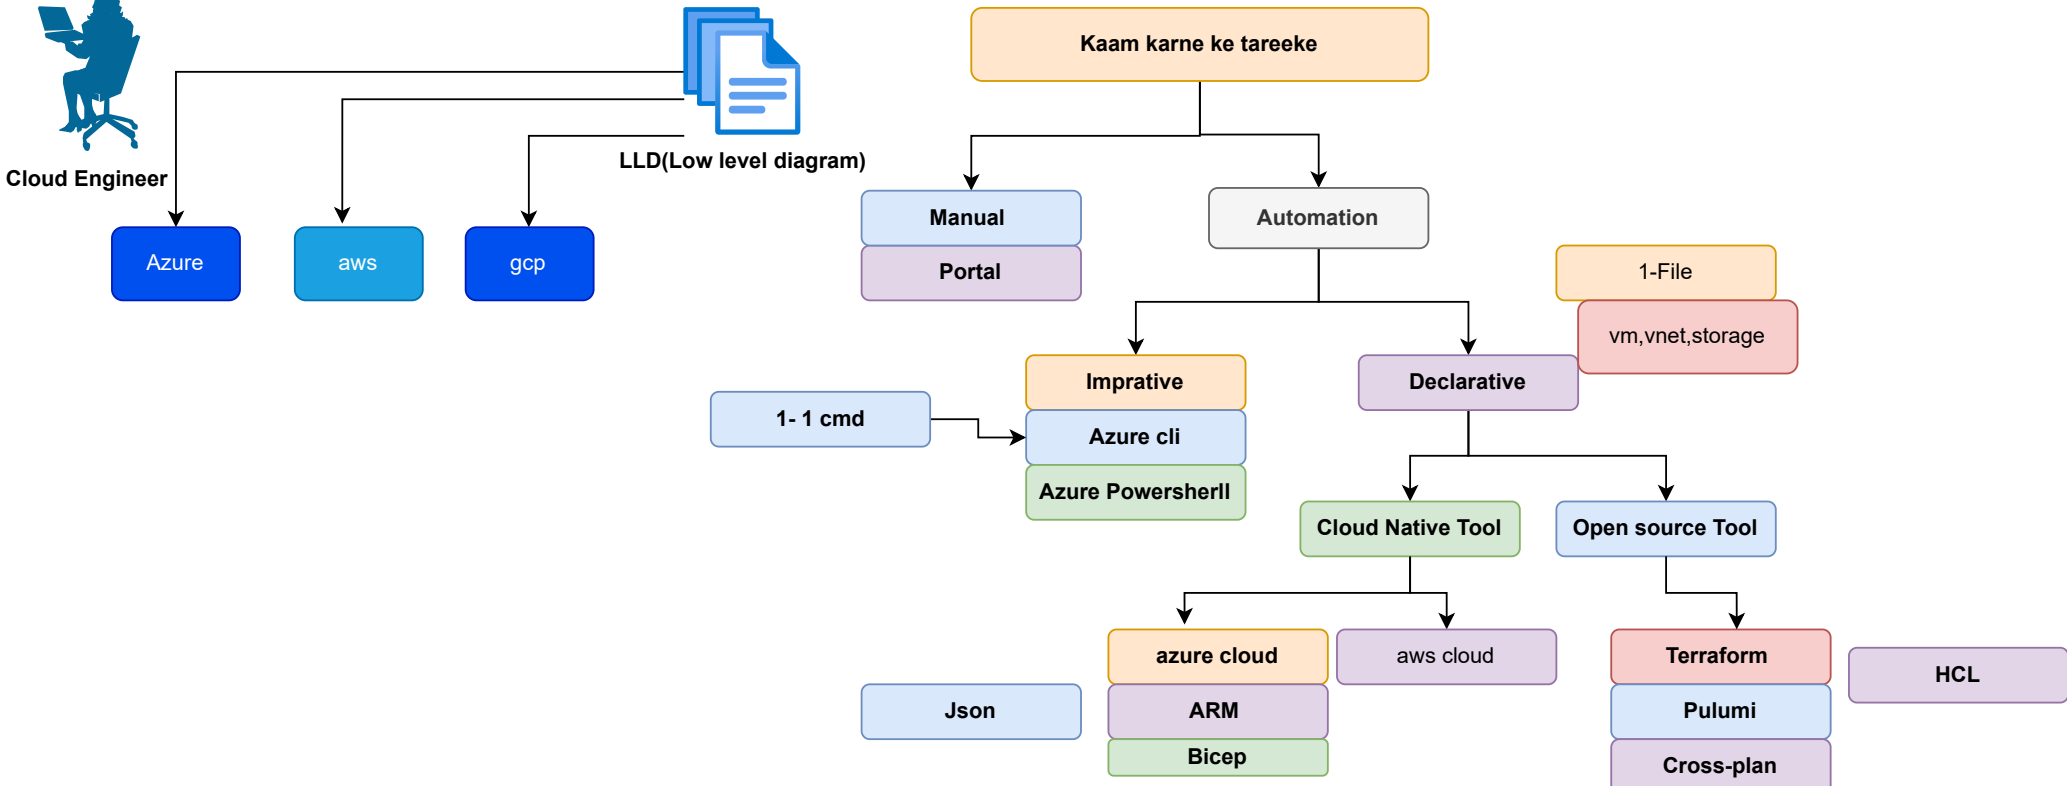 Cloud Engineer
LLD(Low level diagram)
Azure
aws
gcp
Kaam karne ke tareeke
Manual
Portal
Automation
1-File
vm,vnet,storage
Imprative
Azure cli
Azure Powersherll
1- 1 cmd
Declarative
Cloud Native Tool
Open source Tool
azure cloud
ARM
Bicep
Json
aws cloud
Terraform
Pulumi
Cross-plan
HCL